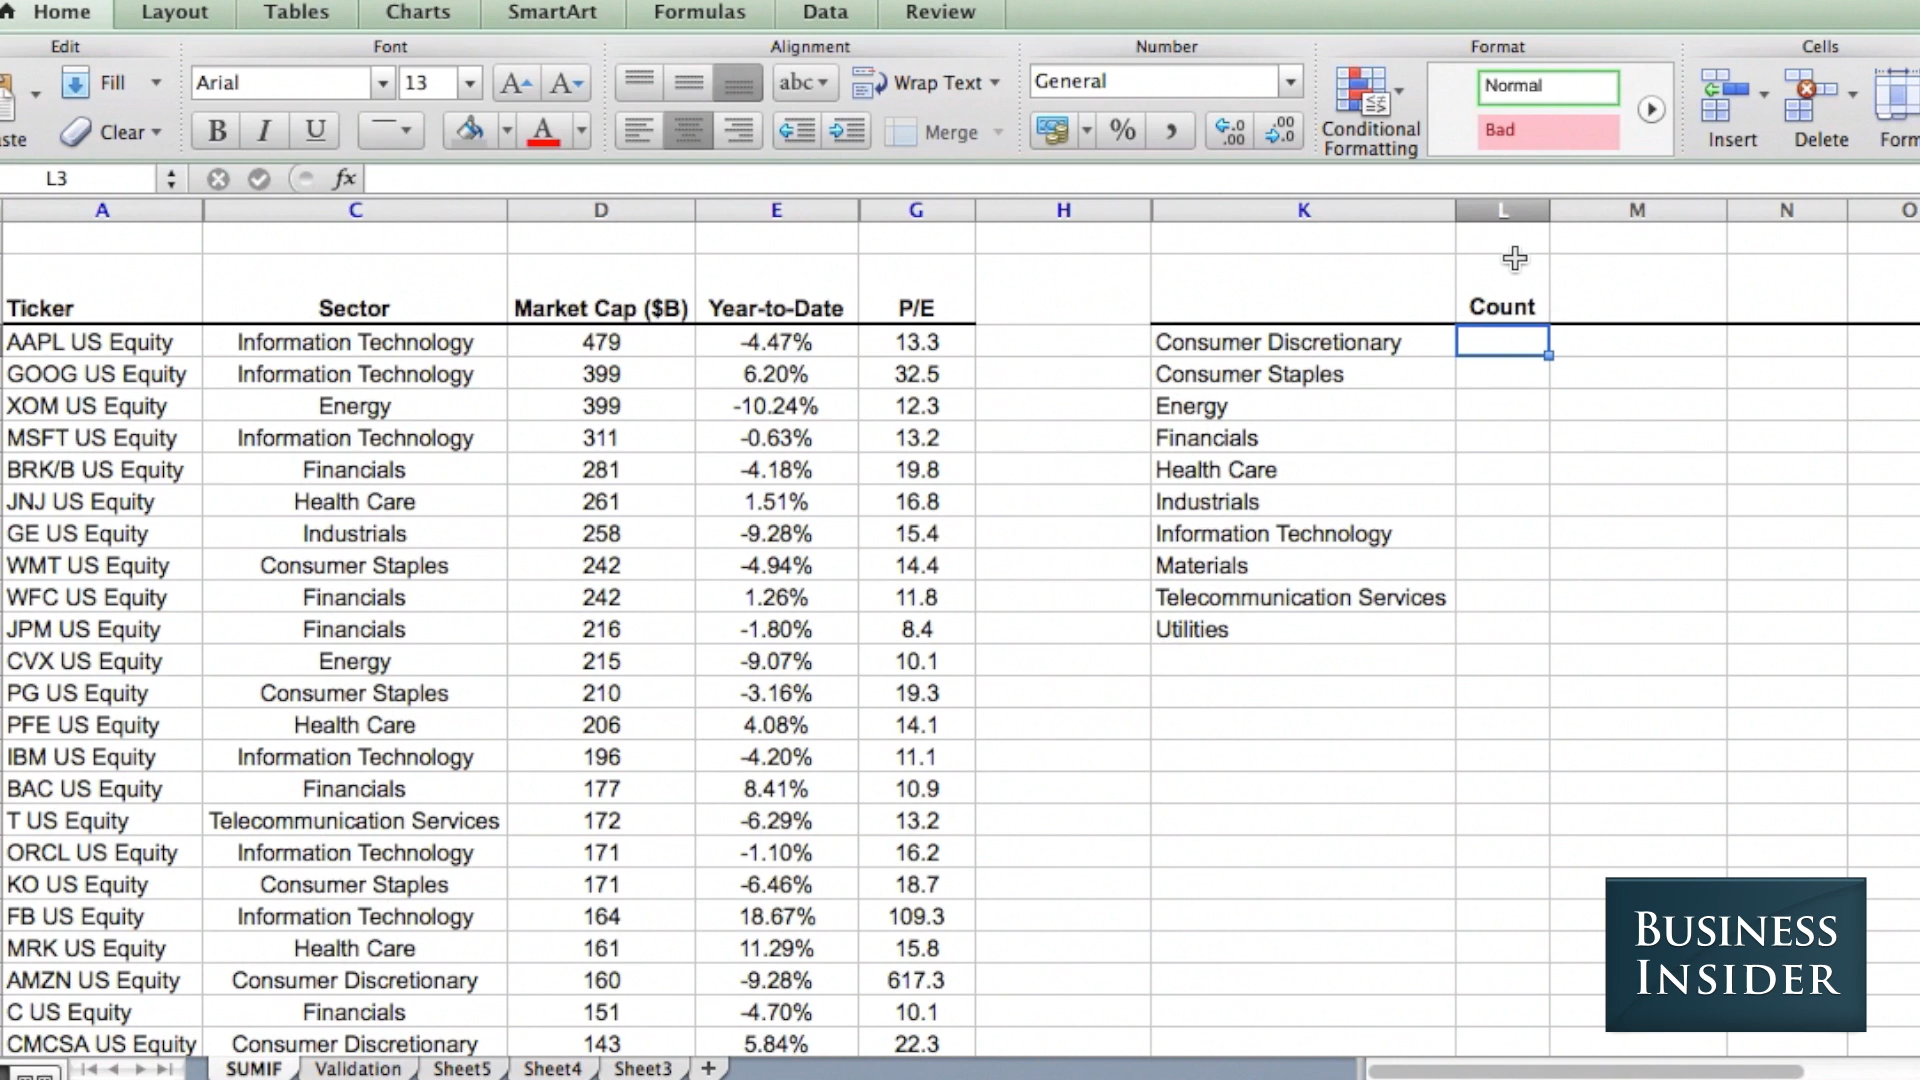 Home Layout Tables Charts SmartArt Formulas Data Review
Edit Font Alignment Number Format Cells
Fill Arial 13 A A abc Wrap Text General Normal
Clear B I U A Merge % , .0 .00 .00 .0 Conditional Formatting Bad Insert Delete
L3 fx
A C D E G H K L M N O
Ticker Sector Market Cap ($B) Year-to-Date P/E Count
AAPL US Equity Information Technology 479 -4.47% 13.3 Consumer Discretionary
GOOG US Equity Information Technology 399 6.20% 32.5 Consumer Staples
XOM US Equity Energy 399 -10.24% 12.3 Energy
MSFT US Equity Information Technology 311 -0.63% 13.2 Financials
BRK/B US Equity Financials 281 -4.18% 19.8 Health Care
JNJ US Equity Health Care 261 1.51% 16.8 Industrials
GE US Equity Industrials 258 -9.28% 15.4 Information Technology
WMT US Equity Consumer Staples 242 -4.94% 14.4 Materials
WFC US Equity Financials 242 1.26% 11.8 Telecommunication Services
JPM US Equity Financials 216 -1.80% 8.4 Utilities
CVX US Equity Energy 215 -9.07% 10.1
PG US Equity Consumer Staples 210 -3.16% 19.3
PFE US Equity Health Care 206 4.08% 14.1
IBM US Equity Information Technology 196 -4.20% 11.1
BAC US Equity Financials 177 8.41% 10.9
T US Equity Telecommunication Services 172 -6.29% 13.2
ORCL US Equity Information Technology 171 -1.10% 16.2
KO US Equity Consumer Staples 171 -6.46% 18.7
FB US Equity Information Technology 164 18.67% 109.3
MRK US Equity Health Care 161 11.29% 15.8
AMZN US Equity Consumer Discretionary 160 -9.28% 617.3
C US Equity Financials 151 -4.70% 10.1
CMCSA US Equity Consumer Discretionary 143 5.84% 22.3
BUSINESS
INSIDER
SUMIF Validation Sheet5 Sheet4 Sheet3 +